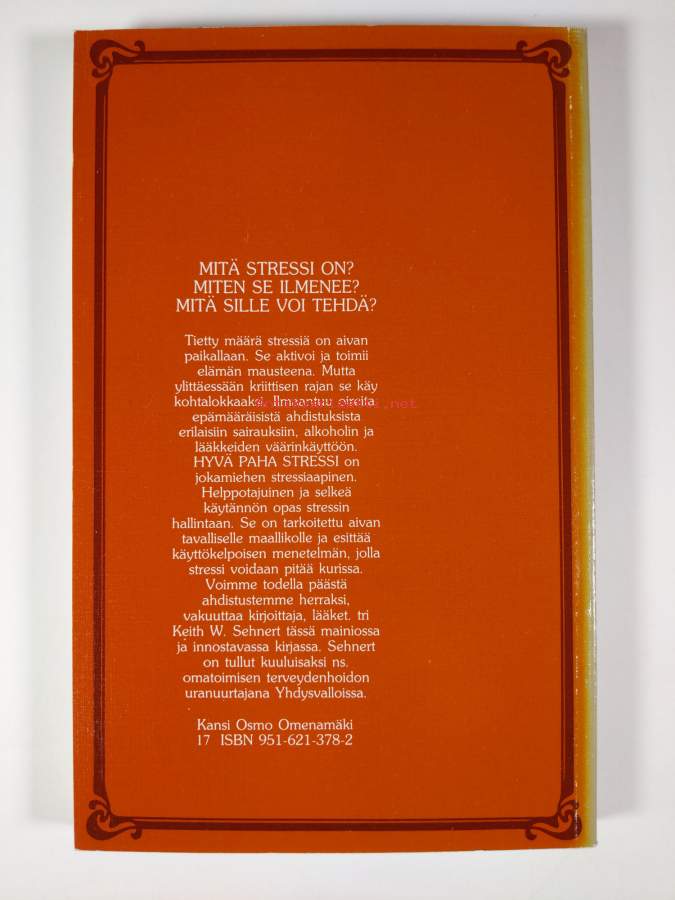 MITÄ STRESSI ON?
MITEN SE ILMENEE?
MITÄ SILLE VOI TEHDÄ?
Tietty määrä stressiä on aivan
paikallaan. Se aktivoi ja toimii
elämän mausteena. Mutta
ylittäessään kriittisen rajan se käy
kohtalokkaaksi. Ilmaantuu oireita
epämääräisistä ahdistuksista
erilaisiin sairauksiin, alkoholin ja
lääkkeiden väärinkäyttöön.
HYVÄ PAHA STRESSI on
jokamiehen stressiaapinen.
Helppotajuinen ja selkeä
käytännön opas stressin
hallintaan. Se on tarkoitettu aivan
tavalliselle maallikolle ja esittää
käyttökelpoisen menetelmän, jolla
stressi voidaan pitää kurissa.
Voimme todella päästä
ahdistustemme herraksi,
vakuuttaa kirjoittaja, lääket. tri
Keith W. Sehnert tässä mainiossa
ja innostavassa kirjassa. Sehnert
on tullut kuuluisaksi ns.
omatoimisen terveydenhoidon
uranuurtajana Yhdysvalloissa.
Kansi Osmo Omenamäki
17 ISBN 951-621-378-2